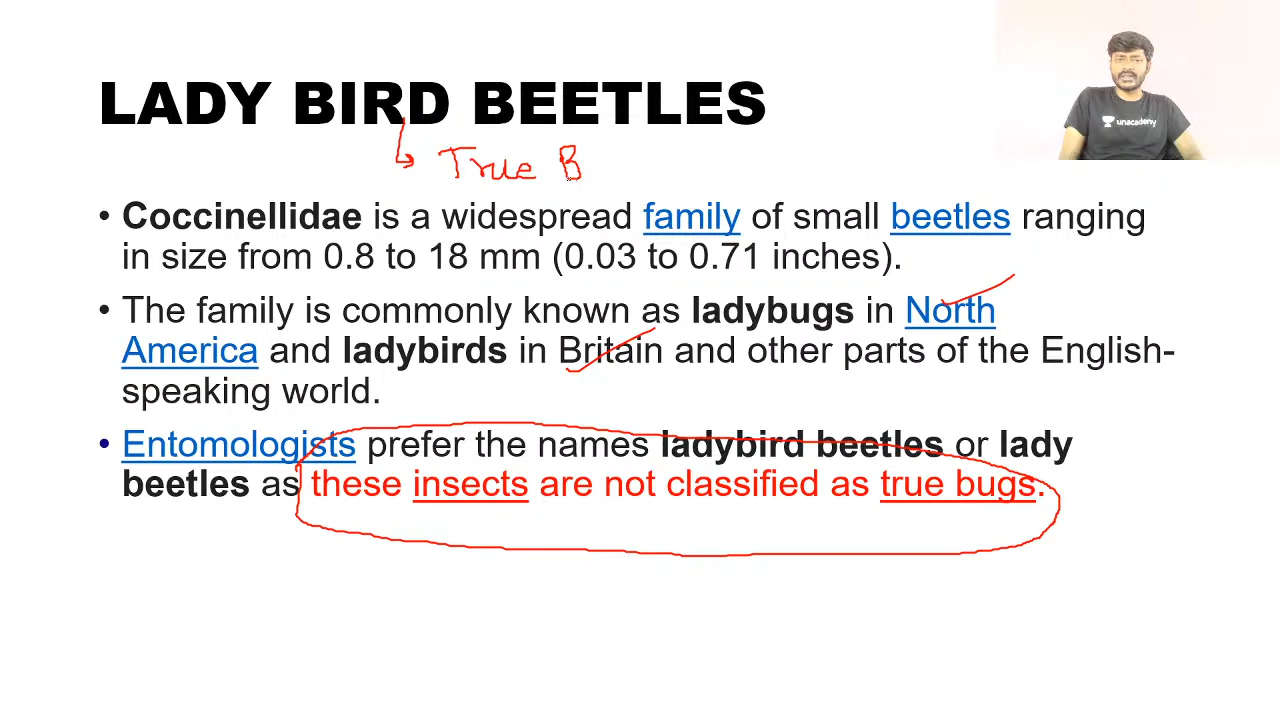 LADY BIRD BEETLES
True B
unacademy
• Coccinellidae is a widespread family of small beetles ranging
in size from 0.8 to 18 mm (0.03 to 0.71 inches).
• The family is commonly known as ladybugs in North
America and ladybirds in Britain and other parts of the English-
speaking world.
• Entomologists prefer the names ladybird beetles or lady
beetles as these insects are not classified as true bugs.